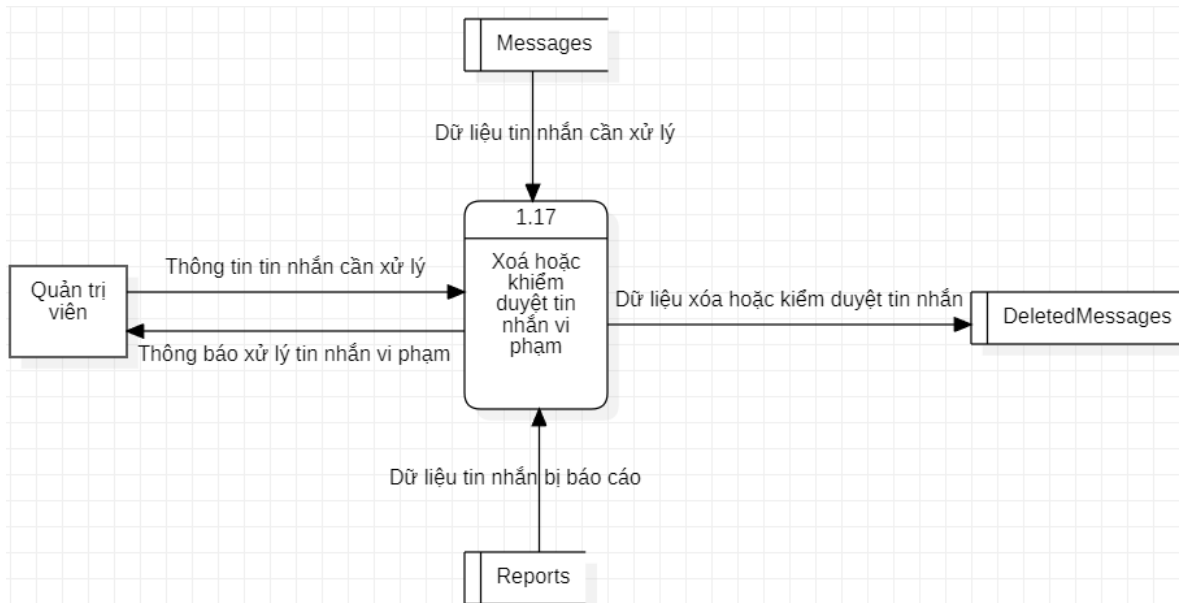 Messages
Dữ liệu tin nhắn cần xử lý
1.17
Xoá hoặc
khiểm
duyệt tin
nhắn vi
phạm
Thông tin tin nhắn cần xử lý
Quản trị
viên
Thông báo xử lý tin nhắn vi phạm
Dữ liệu xóa hoặc kiểm duyệt tin nhắn
DeletedMessages
Dữ liệu tin nhắn bị báo cáo
Reports